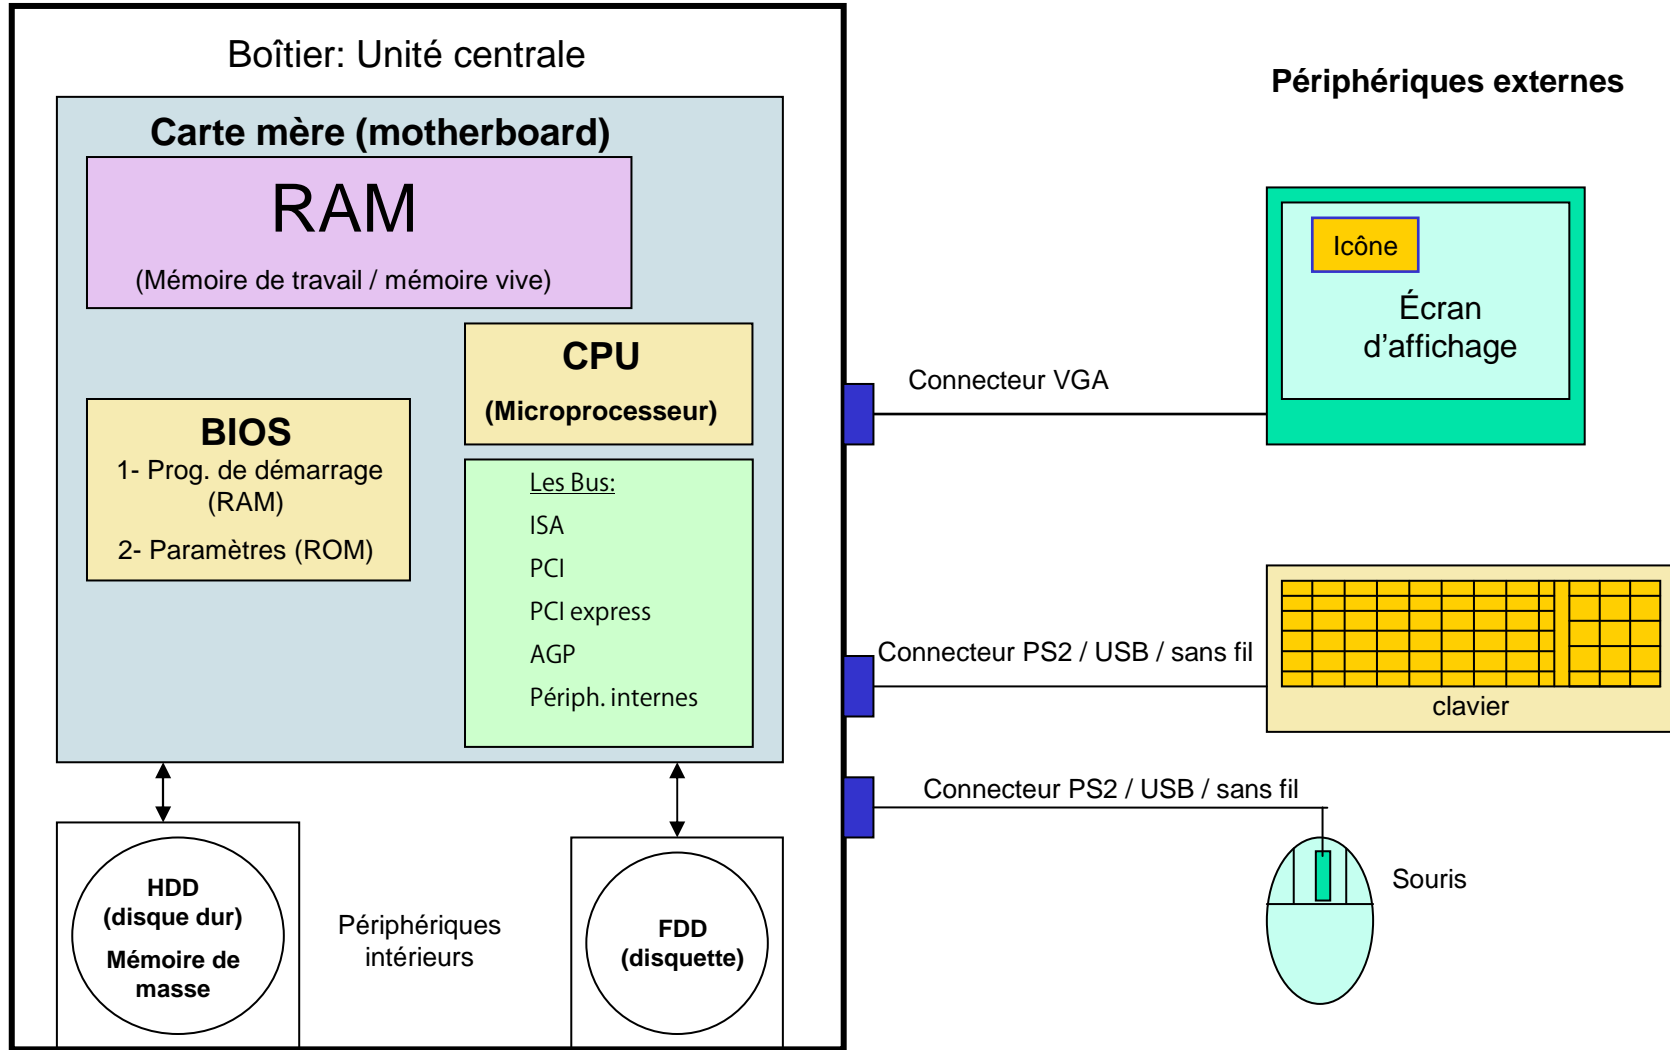 Boîtier: Unité centrale
Carte mère (motherboard)
RAM
(Mémoire de travail / mémoire vive)
CPU
(Microprocesseur)
BIOS
1- Prog. de démarrage
(RAM)
2- Paramètres (ROM)
Les Bus:
ISA
PCI
PCI express
AGP
Périph. internes
HDD
(disque dur)
Mémoire de
masse
Périphériques
intérieurs
FDD
(disquette)
Périphériques externes
Icône
Écran
d'affichage
Connecteur VGA
Connecteur PS2 / USB / sans fil
clavier
Connecteur PS2 / USB / sans fil
Souris